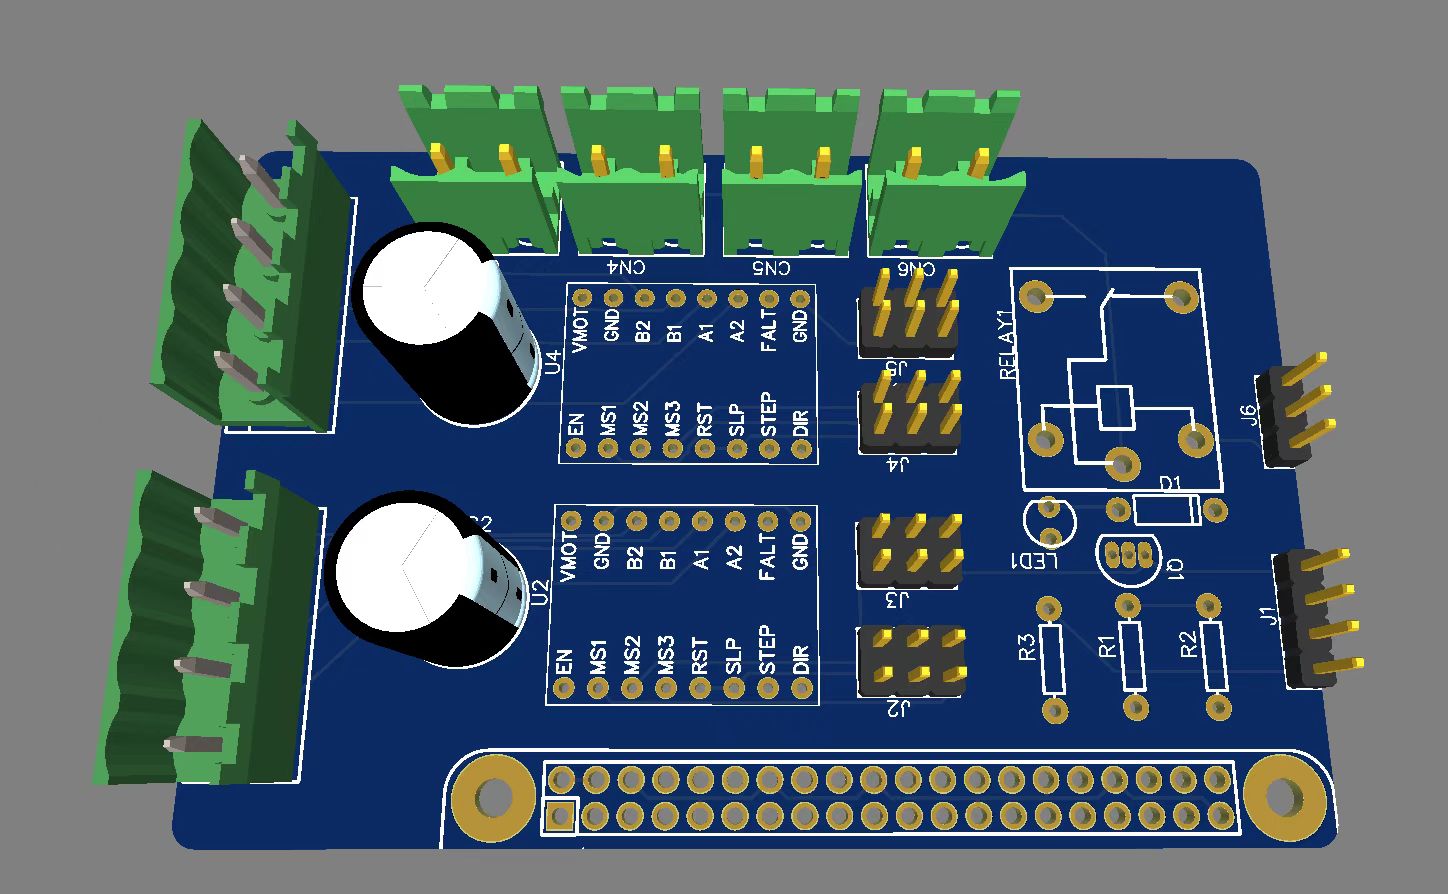 CN4
CN5
CN6
VMOT GND B2 B1 A1 A2 FALT GND
U4
EN MS1 MS2 MS3 RST SLP STEP DIR
J5
J4
RELAY1
J6
D1
LED1
Q1
VMOT GND B2 B1 A1 A2 FALT GND
U2
EN MS1 MS2 MS3 RST SLP STEP DIR
J3
J2
R3
R1
R2
J1